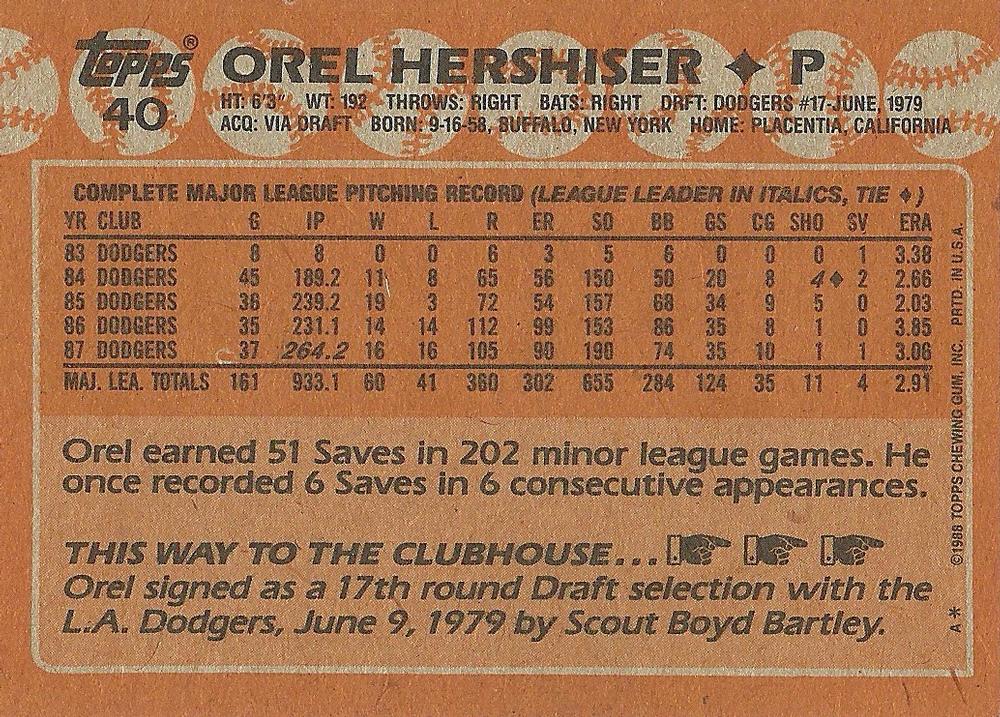 Topps® OREL HERSHISER ✦ P
40 HT: 6'3" WT: 192 THROWS: RIGHT BATS: RIGHT DRFT: DODGERS #17-JUNE, 1979
ACQ: VIA DRAFT BORN: 9-16-58, BUFFALO, NEW YORK HOME: PLACENTIA, CALIFORNIA
COMPLETE MAJOR LEAGUE PITCHING RECORD (LEAGUE LEADER IN ITALICS, TIE ♦)
YR CLUB G IP W L R ER SO BB GS CG SHO SV ERA
83 DODGERS 8 8 0 0 6 3 5 6 0 0 0 1 3.38
84 DODGERS 45 189.2 11 8 65 56 150 50 20 8 4♦ 2 2.66
85 DODGERS 36 239.2 19 3 72 54 157 68 34 9 5 0 2.03
86 DODGERS 35 231.1 14 14 112 99 153 86 35 8 1 0 3.85
87 DODGERS 37 264.2 16 16 105 90 190 74 35 10 1 1 3.06
MAJ. LEA. TOTALS 161 933.1 60 41 360 302 655 284 124 35 11 4 2.91
Orel earned 51 Saves in 202 minor league games. He
once recorded 6 Saves in 6 consecutive appearances.
THIS WAY TO THE CLUBHOUSE...
Orel signed as a 17th round Draft selection with the
L.A. Dodgers, June 9, 1979 by Scout Boyd Bartley.
A* ©1988 TOPPS CHEWING GUM, INC. PRTD. IN U.S.A.